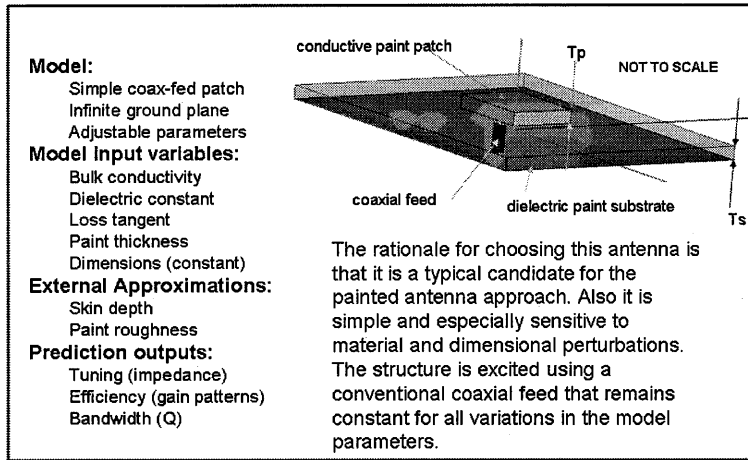 Model:
Simple coax-fed patch
Infinite ground plane
Adjustable parameters
Model Input variables:
Bulk conductivity
Dielectric constant
Loss tangent
Paint thickness
Dimensions (constant)
External Approximations:
Skin depth
Paint roughness
Prediction outputs:
Tuning (impedance)
Efficiency (gain patterns)
Bandwidth (Q)
conductive paint patch
Tp
NOT TO SCALE
coaxial feed
dielectric paint substrate
Ts
The rationale for choosing this antenna is
that it is a typical candidate for the
painted antenna approach. Also it is
simple and especially sensitive to
material and dimensional perturbations.
The structure is excited using a
conventional coaxial feed that remains
constant for all variations in the model
parameters.